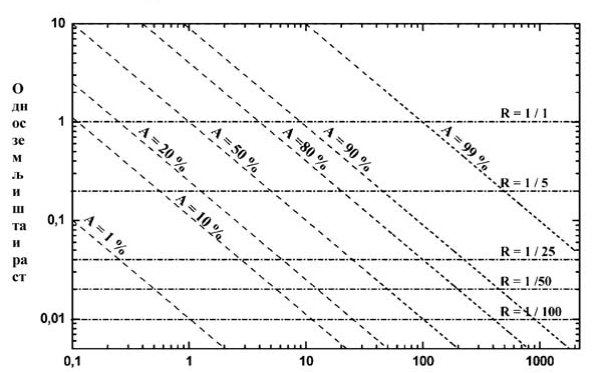 10
1
0,1
0,01
О
дн
ос
зе
м
љ
и
ш
та
и
ра
ст
A = 1 %
A = 10 %
A = 20 %
A = 50 %
A = 80 %
A = 90 %
A = 99 %
R = 1 / 1
R = 1 / 5
R = 1 / 25
R = 1 /50
R = 1 / 100
0,1
1
10
100
1000